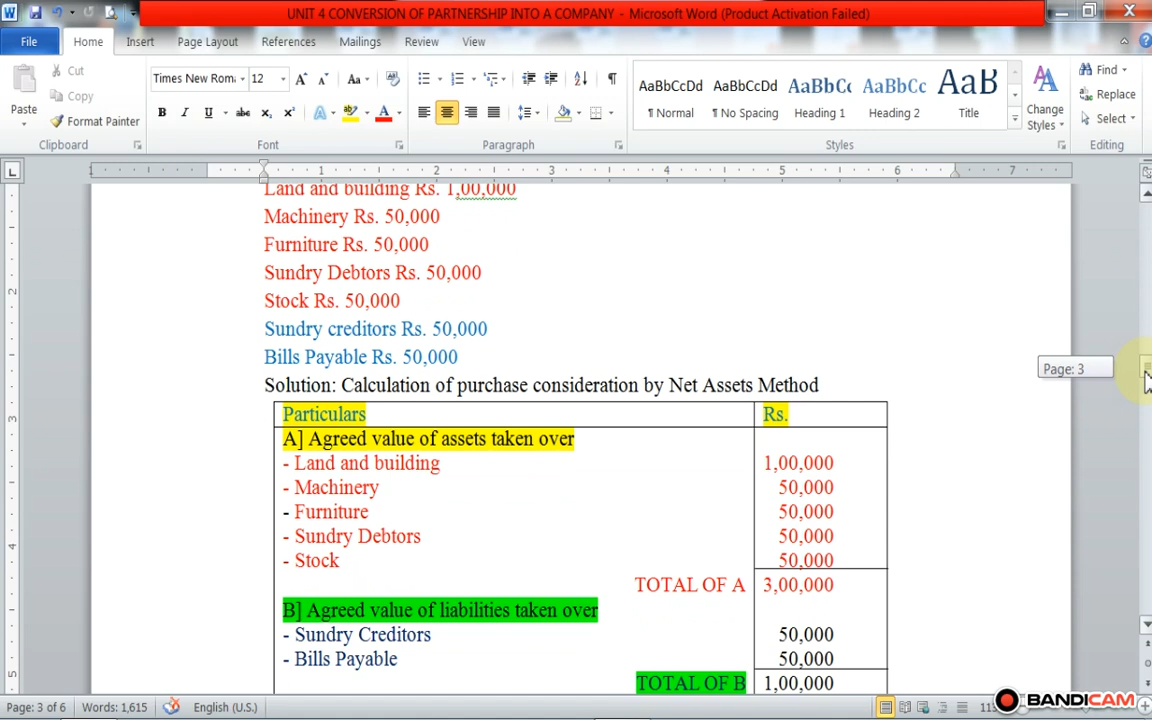 UNIT 4 CONVERSION OF PARTNERSHIP INTO A COMPANY - Microsoft Word (Product Activation Failed)
File Home Insert Page Layout References Mailings Review View
Paste
Cut
Copy
Format Painter
Clipboard
Times New Rom 12
Font
Paragraph
AaBbCcDd AaBbCcDd AaBbCc AaBbCc AaB
¶ Normal ¶ No Spacing Heading 1 Heading 2 Title
Change
Styles
Styles
Find
Replace
Select
Editing
Land and building Rs. 1,00,000
Machinery Rs. 50,000
Furniture Rs. 50,000
Sundry Debtors Rs. 50,000
Stock Rs. 50,000
Sundry creditors Rs. 50,000
Bills Payable Rs. 50,000
Page: 3
Solution: Calculation of purchase consideration by Net Assets Method
Particulars Rs.
A] Agreed value of assets taken over
- Land and building 1,00,000
- Machinery 50,000
- Furniture 50,000
- Sundry Debtors 50,000
- Stock 50,000
TOTAL OF A 3,00,000
B] Agreed value of liabilities taken over
- Sundry Creditors 50,000
- Bills Payable 50,000
TOTAL OF B 1,00,000
Page: 3 of 6 Words: 1,615 English (U.S.)
BANDICAM